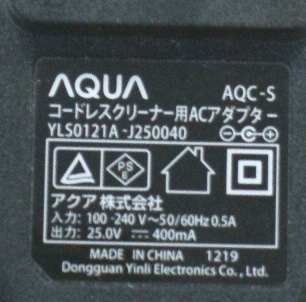 AQUA AQC-S
コードレスクリーナー用ACアダプター
YLS0121A-J250040
PS
E
アクア 株式会社
入力: 100-240V~50/60Hz 0.5A
出力: 25.0V ⎓ 400mA
MADE IN CHINA 1219
Dongguan Yinli Electronics Co., Ltd.